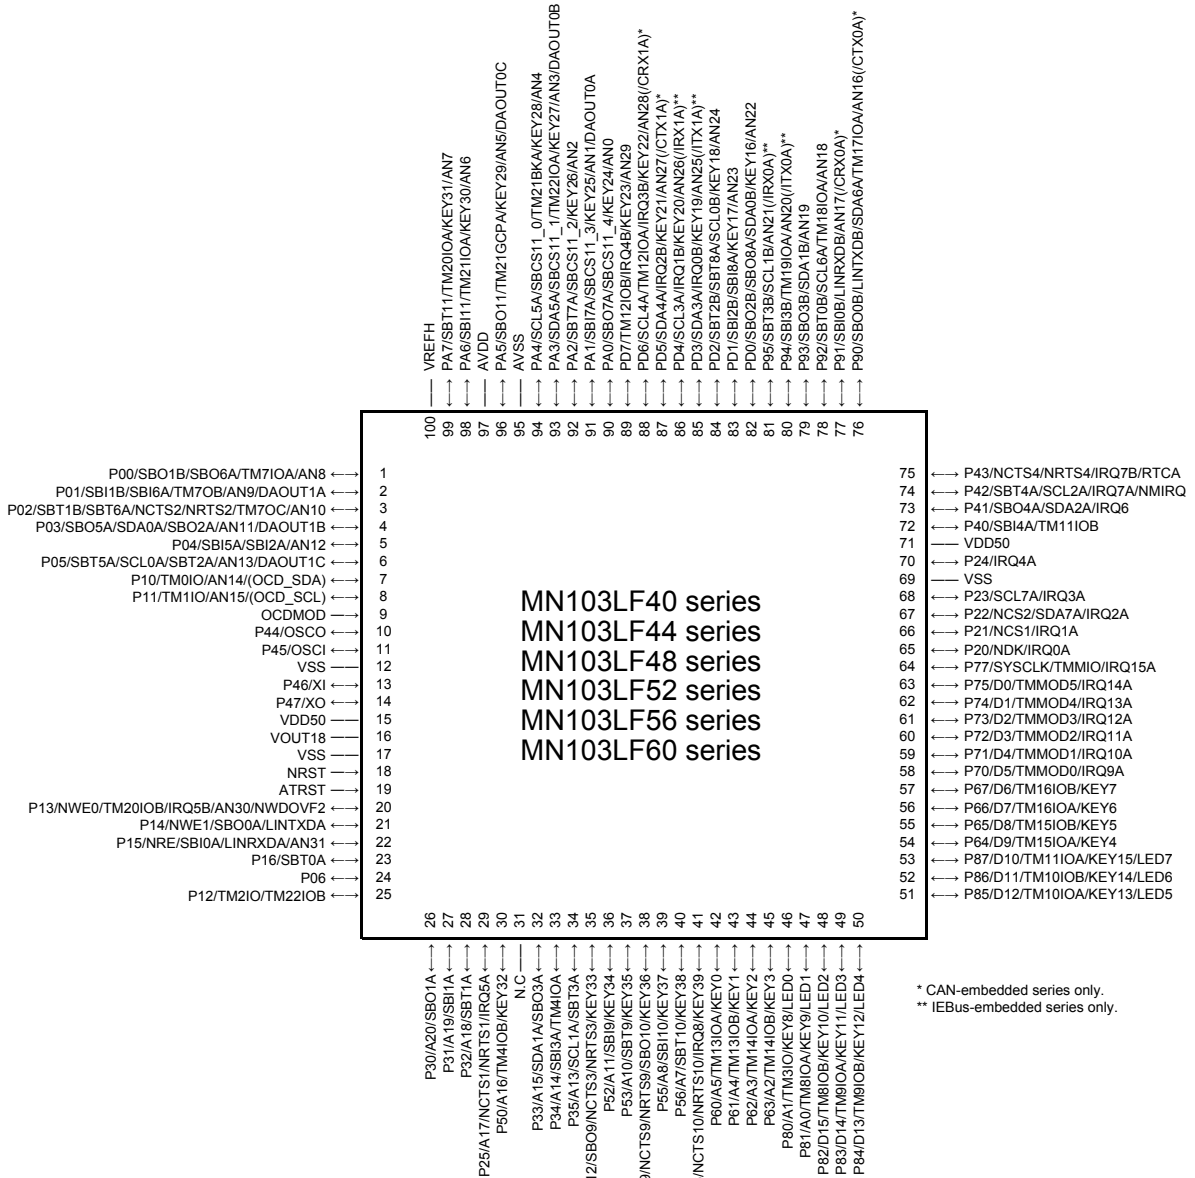 VREFH
PA7/SBT11/TM20IOA/KEY31/AN7
PA6/SBI11/TM21IOA/KEY30/AN6
AVDD
PA5/SBO11/TM21GCPA/KEY29/AN5/DAOUT0C
AVSS
PA4/SCL5A/SBCS11_0/TM21BKA/KEY28/AN4
PA3/SDA5A/SBCS11_1/TM22IOA/KEY27/AN3/DAOUT0B
PA2/SBT7A/SBCS11_2/KEY26/AN2
PA1/SBI7A/SBCS11_3/KEY25/AN1/DAOUT0A
PA0/SBO7A/SBCS11_4/KEY24/AN0
PD7/TM12IOB/IRQ4B/KEY23/AN29
PD6/SCL4A/TM12IOA/IRQ3B/KEY22/AN28(/CRX1A)*
PD5/SDA4A/IRQ2B/KEY21/AN27(/CTX1A)*
PD4/SCL3A/IRQ1B/KEY20/AN26(/IRX1A)**
PD3/SDA3A/IRQ0B/KEY19/AN25(/ITX1A)**
PD2/SBT2B/SBT8A/SCL0B/KEY18/AN24
PD1/SBI2B/SBI8A/KEY17/AN23
PD0/SBO2B/SBO8A/SDA0B/KEY16/AN22
P95/SBT3B/SCL1B/AN21(/IRX0A)**
P94/SBI3B/TM19IOA/AN20(/ITX0A)**
P93/SBO3B/SDA1B/AN19
P92/SBT0B/SCL6A/TM18IOA/AN18
P91/SBI0B/LINRXDB/AN17(/CRX0A)*
P90/SBO0B/LINTXDB/SDA6A/TM17IOA/AN16(/CTX0A)*
100 99 98 97 96 95 94 93 92 91 90 89 88 87 86 85 84 83 82 81 80 79 78 77 76
P00/SBO1B/SBO6A/TM7IOA/AN8 1
P01/SBI1B/SBI6A/TM7OB/AN9/DAOUT1A 2
P02/SBT1B/SBT6A/NCTS2/NRTS2/TM7OC/AN10 3
P03/SBO5A/SDA0A/SBO2A/AN11/DAOUT1B 4
P04/SBI5A/SBI2A/AN12 5
P05/SBT5A/SCL0A/SBT2A/AN13/DAOUT1C 6
P10/TM0IO/AN14/(OCD_SDA) 7
P11/TM1IO/AN15/(OCD_SCL) 8
OCDMOD 9
P44/OSCO 10
P45/OSCI 11
VSS 12
P46/XI 13
P47/XO 14
VDD50 15
VOUT18 16
VSS 17
NRST 18
ATRST 19
P13/NWE0/TM20IOB/IRQ5B/AN30/NWDOVF2 20
P14/NWE1/SBO0A/LINTXDA 21
P15/NRE/SBI0A/LINRXDA/AN31 22
P16/SBT0A 23
P06 24
P12/TM2IO/TM22IOB 25
MN103LF40 series
MN103LF44 series
MN103LF48 series
MN103LF52 series
MN103LF56 series
MN103LF60 series
75 P43/NCTS4/NRTS4/IRQ7B/RTCA
74 P42/SBT4A/SCL2A/IRQ7A/NMIRQ
73 P41/SBO4A/SDA2A/IRQ6
72 P40/SBI4A/TM11IOB
71 VDD50
70 P24/IRQ4A
69 VSS
68 P23/SCL7A/IRQ3A
67 P22/NCS2/SDA7A/IRQ2A
66 P21/NCS1/IRQ1A
65 P20/NDK/IRQ0A
64 P77/SYSCLK/TMMIO/IRQ15A
63 P75/D0/TMMOD5/IRQ14A
62 P74/D1/TMMOD4/IRQ13A
61 P73/D2/TMMOD3/IRQ12A
60 P72/D3/TMMOD2/IRQ11A
59 P71/D4/TMMOD1/IRQ10A
58 P70/D5/TMMOD0/IRQ9A
57 P67/D6/TM16IOB/KEY7
56 P66/D7/TM16IOA/KEY6
55 P65/D8/TM15IOB/KEY5
54 P64/D9/TM15IOA/KEY4
53 P87/D10/TM11IOA/KEY15/LED7
52 P86/D11/TM10IOB/KEY14/LED6
51 P85/D12/TM10IOA/KEY13/LED5
26 27 28 29 30 31 32 33 34 35 36 37 38 39 40 41 42 43 44 45 46 47 48 49 50
P30/A20/SBO1A
P31/A19/SBI1A
P32/A18/SBT1A
P25/A17/NCTS1/NRTS1/IRQ5A
P50/A16/TM4IOB/KEY32
N.C
P33/A15/SDA1A/SBO3A
P34/A14/SBI3A/TM4IOA
P35/A13/SCL1A/SBT3A
12/SBO9/NCTS3/NRTS3/KEY33
P52/A11/SBI9/KEY34
P53/A10/SBT9/KEY35
/NCTS9/NRTS9/SBO10/KEY36
P55/A8/SBI10/KEY37
P56/A7/SBT10/KEY38
/NCTS10/NRTS10/IRQ8/KEY39
P60/A5/TM13IOA/KEY0
P61/A4/TM13IOB/KEY1
P62/A3/TM14IOA/KEY2
P63/A2/TM14IOB/KEY3
P80/A1/TM3IO/KEY8/LED0
P81/A0/TM8IOA/KEY9/LED1
P82/D15/TM8IOB/KEY10/LED2
P83/D14/TM9IOA/KEY11/LED3
P84/D13/TM9IOB/KEY12/LED4
* CAN-embedded series only.
** IEBus-embedded series only.